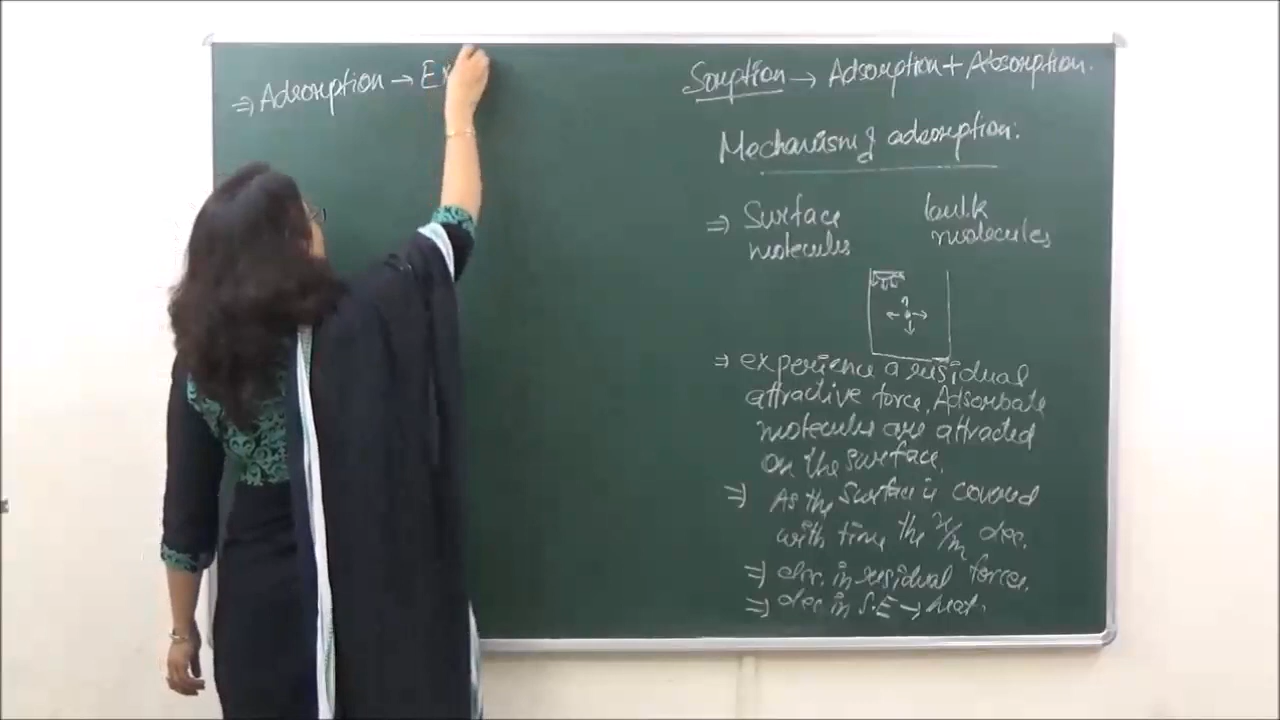 ⇒ Adsorption → Ex
Sorption → Adsorption + Absorption.
Mechanism of adsorption:
⇒ Surface molecules
bulk molecules
⇒ experience a residual
attractive force. Adsorbate
molecules are attracted
on the surface.
⇒ As the surface is covered
with time the x/m dec.
⇒ dec. in residual forces.
⇒ dec. in S.E → heat.